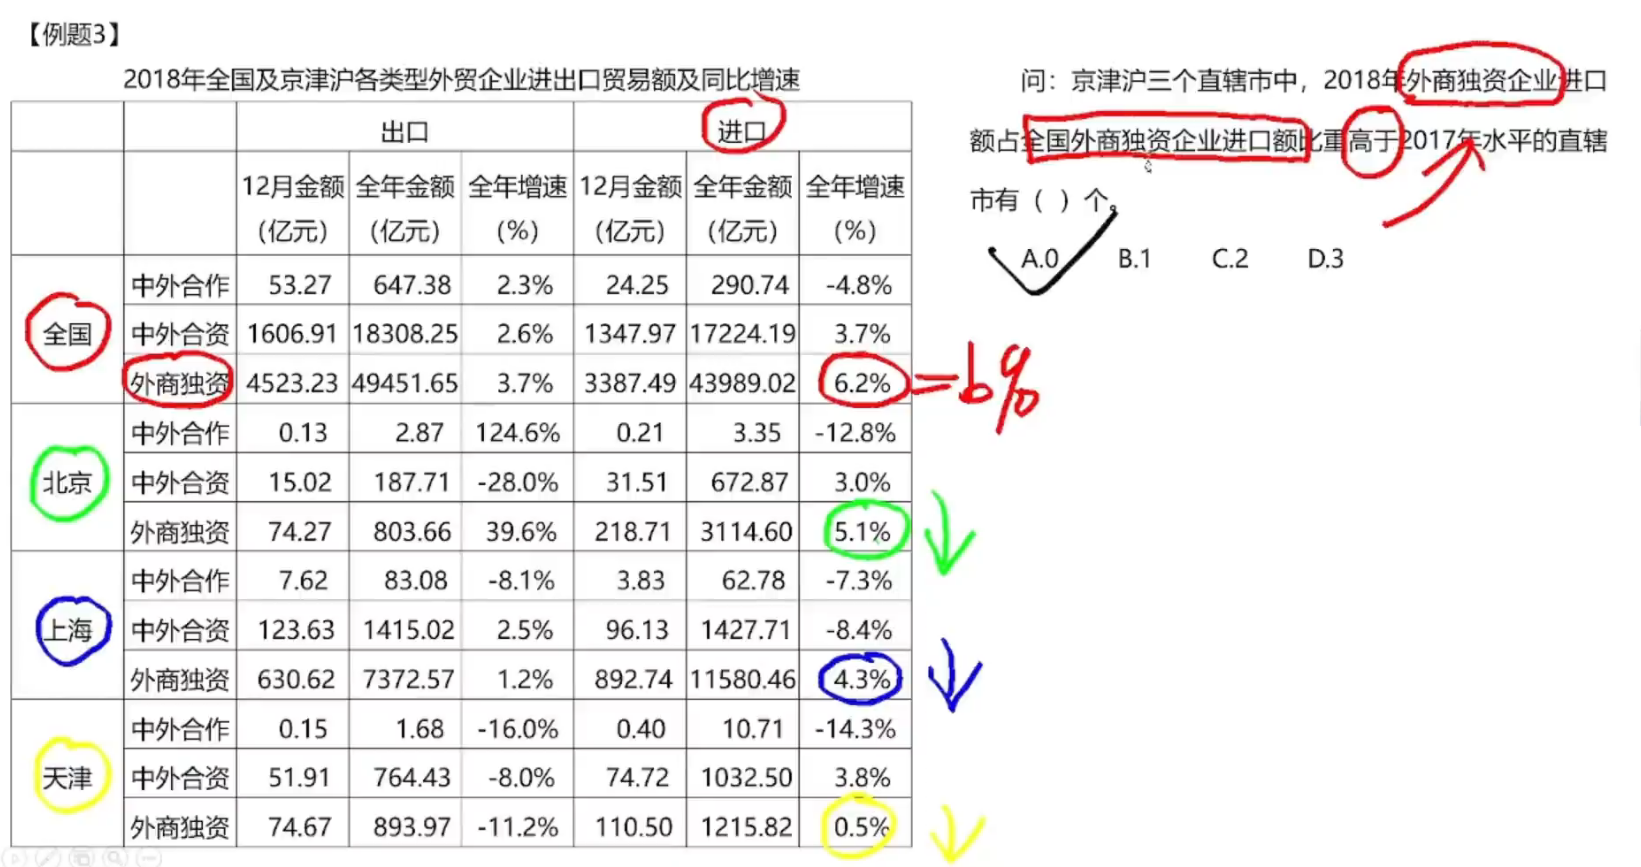 【例题3】
2018年全国及京津沪各类型外贸企业进出口贸易额及同比增速
出口 进口
12月金额(亿元) 全年金额(亿元) 全年增速(%) 12月金额(亿元) 全年金额(亿元) 全年增速(%)
全国
中外合作 53.27 647.38 2.3% 24.25 290.74 -4.8%
中外合资 1606.91 18308.25 2.6% 1347.97 17224.19 3.7%
外商独资 4523.23 49451.65 3.7% 3387.49 43989.02 6.2% =b%
北京
中外合作 0.13 2.87 124.6% 0.21 3.35 -12.8%
中外合资 15.02 187.71 -28.0% 31.51 672.87 3.0%
外商独资 74.27 803.66 39.6% 218.71 3114.60 5.1%
上海
中外合作 7.62 83.08 -8.1% 3.83 62.78 -7.3%
中外合资 123.63 1415.02 2.5% 96.13 1427.71 -8.4%
外商独资 630.62 7372.57 1.2% 892.74 11580.46 4.3%
天津
中外合作 0.15 1.68 -16.0% 0.40 10.71 -14.3%
中外合资 51.91 764.43 -8.0% 74.72 1032.50 3.8%
外商独资 74.67 893.97 -11.2% 110.50 1215.82 0.5%
问：京津沪三个直辖市中，2018年外商独资企业进口
额占全国外商独资企业进口额比重高于2017年水平的直辖
市有（ ）个。
A.0 B.1 C.2 D.3